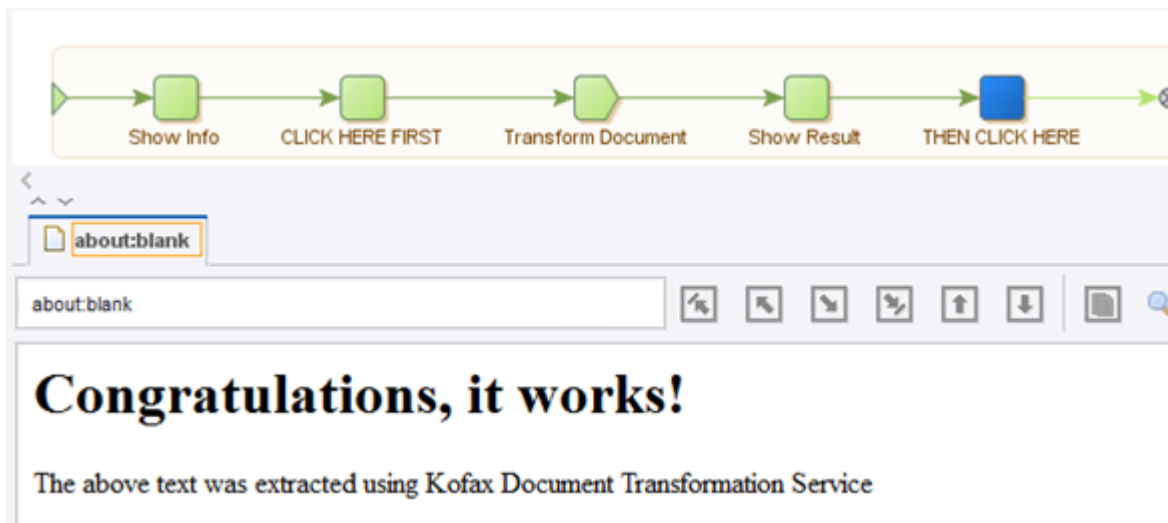 Show Info CLICK HERE FIRST Transform Document Show Result THEN CLICK HERE
about:blank
about:blank
Congratulations, it works!
The above text was extracted using Kofax Document Transformation Service